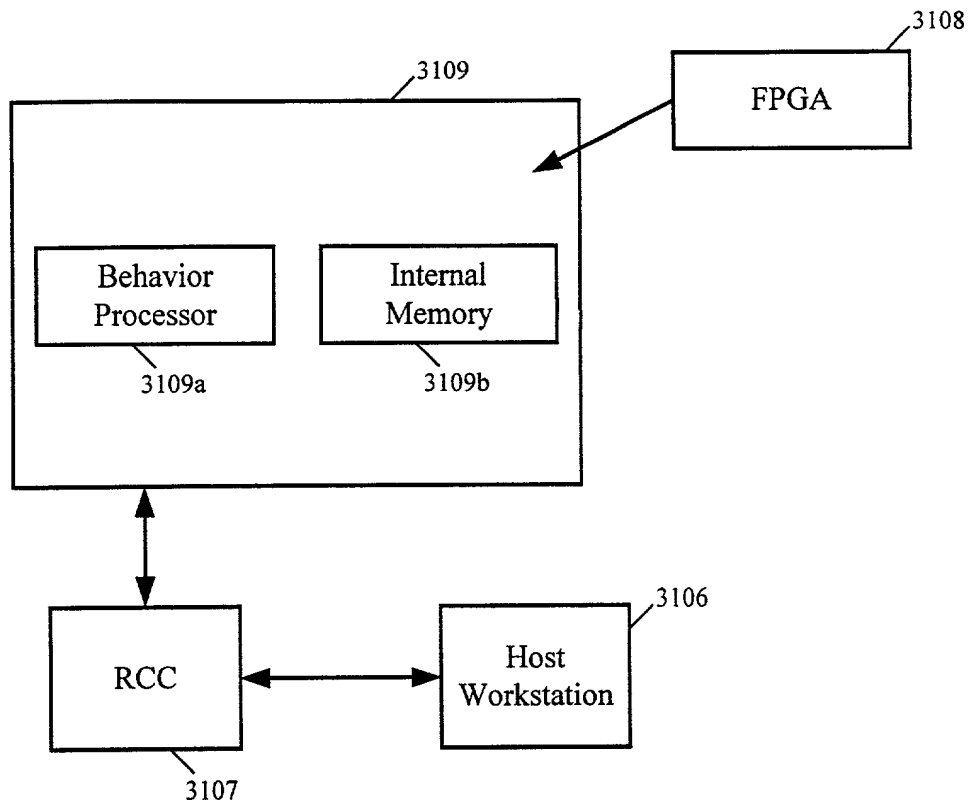 3108
FPGA
3109
Behavior
Processor
3109a
Internal
Memory
3109b
RCC
3107
Host
Workstation
3106